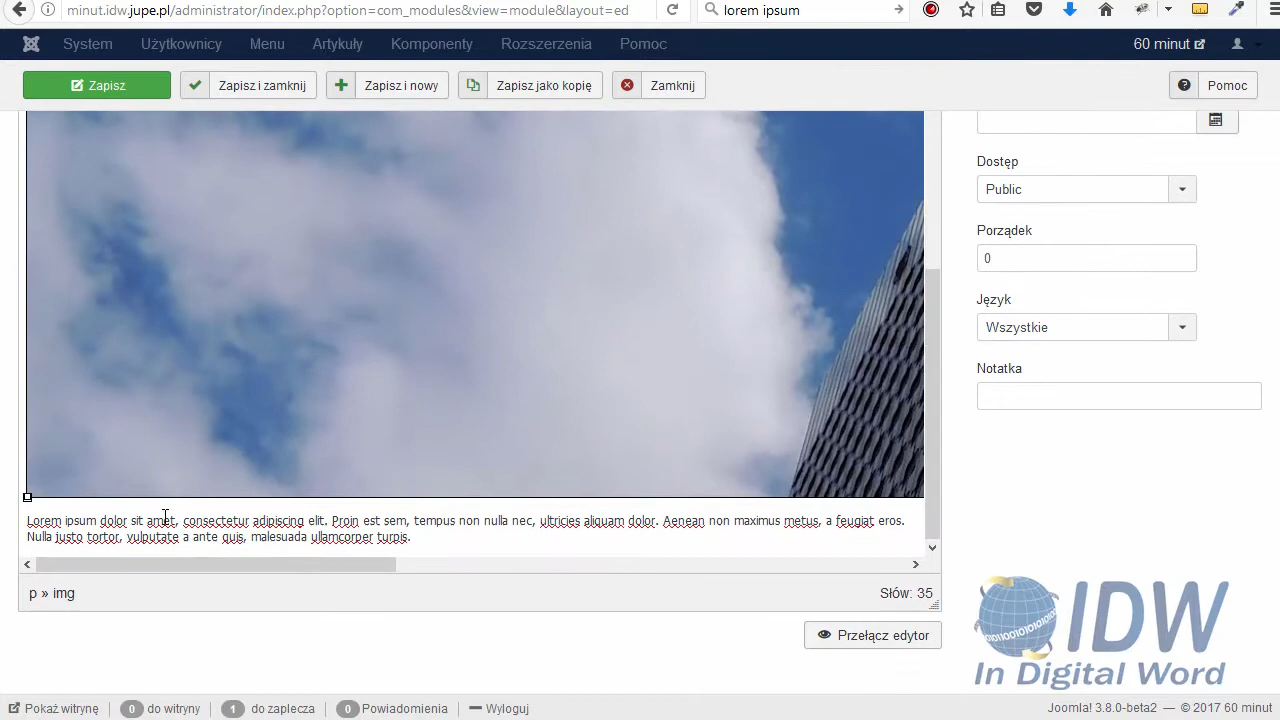 minut.idw.jupe.pl/administrator/index.php?option=com_modules&view=module&layout=ed
lorem ipsum
System Użytkownicy Menu Artykuły Komponenty Rozszerzenia Pomoc 60 minut
Zapisz Zapisz i zamknij Zapisz i nowy Zapisz jako kopię Zamknij Pomoc
Dostęp
Public
Porządek
0
Język
Wszystkie
Notatka
Lorem ipsum dolor sit amet, consectetur adipiscing elit. Proin est sem, tempus non nulla nec, ultricies aliquam dolor. Aenean non maximus metus, a feugiat eros.
Nulla justo tortor, vulputate a ante quis, malesuada ullamcorper turpis.
p » img Słów: 35
Przełącz edytor
IDW
In Digital Word
Pokaż witrynę 0 do witryny 1 do zaplecza 0 Powiadomienia Wyloguj Joomla! 3.8.0-beta2 — © 2017 60 minut